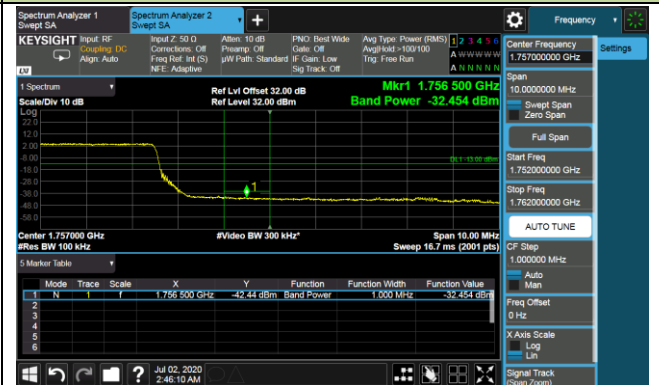 Spectrum Analyzer 1
Swept SA
Spectrum Analyzer 2
Swept SA
+
Frequency
KEYSIGHT
Input: RF
Coupling: DC
Align: Auto
Input Z: 50 Ω
Corrections: Off
Freq Ref: Int (S)
NFE: Adaptive
Atten: 10 dB
Preamp: Off
µW Path: Standard
PNO: Best Wide
Gate: Off
IF Gain: Low
Sig Track: Off
Avg Type: Power (RMS)
Avg|Hold:>100/100
Trig: Free Run
1 2 3 4 5 6
A W W W W W
A N N N N N
LXI
1 Spectrum
Scale/Div 10 dB
Ref Lvl Offset 32.00 dB
Ref Level 32.00 dBm
Mkr1 1.756 500 GHz
Band Power -32.454 dBm
Log
22.0
12.0
2.00
-8.00
-18.0
-28.0
-38.0
-48.0
-58.0
DL1 -13.00 dBm
1
Center 1.757000 GHz
#Res BW 100 kHz
#Video BW 300 kHz*
Span 10.00 MHz
Sweep 16.7 ms (2001 pts)
5 Marker Table
Mode Trace Scale X Y Function Function Width Function Value
1 N 1 f 1.756 500 GHz -42.44 dBm Band Power 1.000 MHz -32.454 dBm
2
3
4
5
6
Jul 02, 2020
2:46:10 AM
Center Frequency
1.757000000 GHz
Settings
Span
10.0000000 MHz
Swept Span
Zero Span
Full Span
Start Freq
1.752000000 GHz
Stop Freq
1.762000000 GHz
AUTO TUNE
CF Step
1.000000 MHz
Auto
Man
Freq Offset
0 Hz
X Axis Scale
Log
Lin
Signal Track
(Span Zoom)